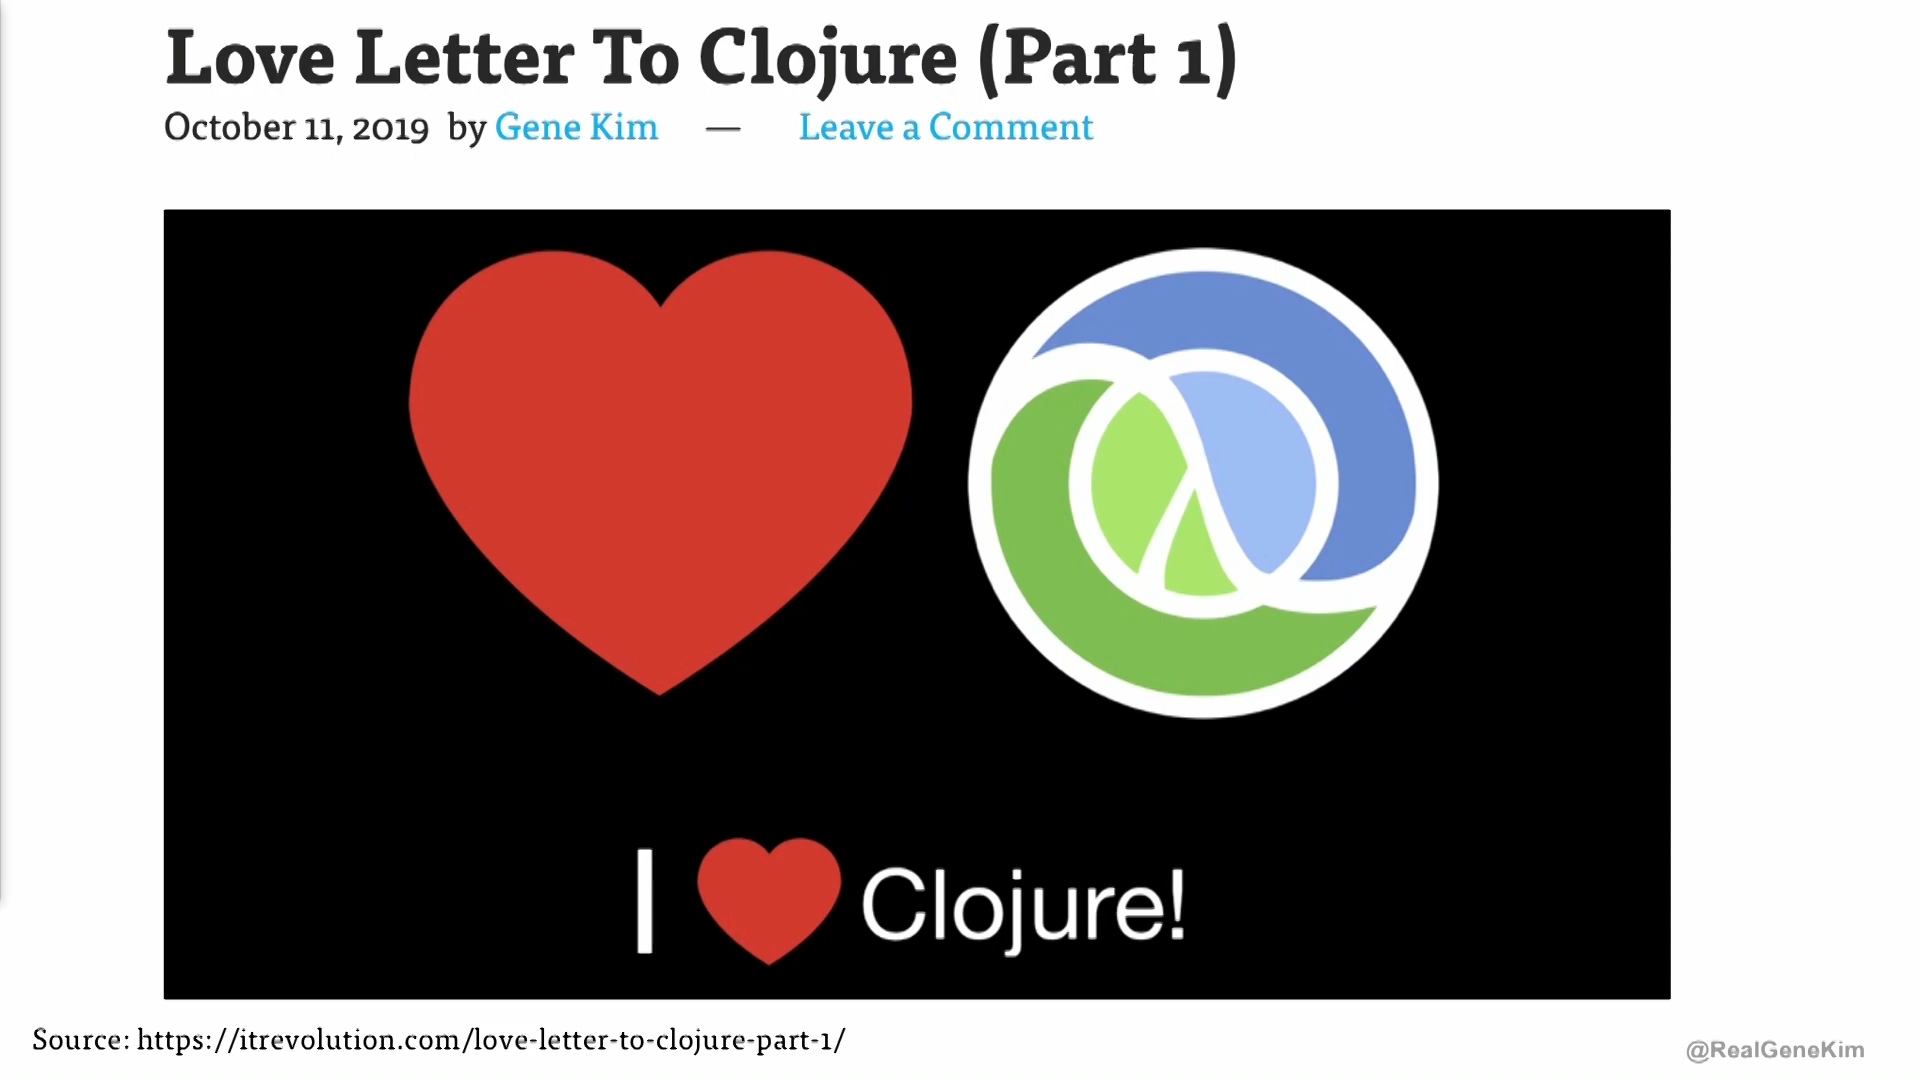 Love Letter To Clojure (Part 1)
October 11, 2019 by Gene Kim — Leave a Comment
I ❤ Clojure!
Source: https://itrevolution.com/love-letter-to-clojure-part-1/
@RealGeneKim